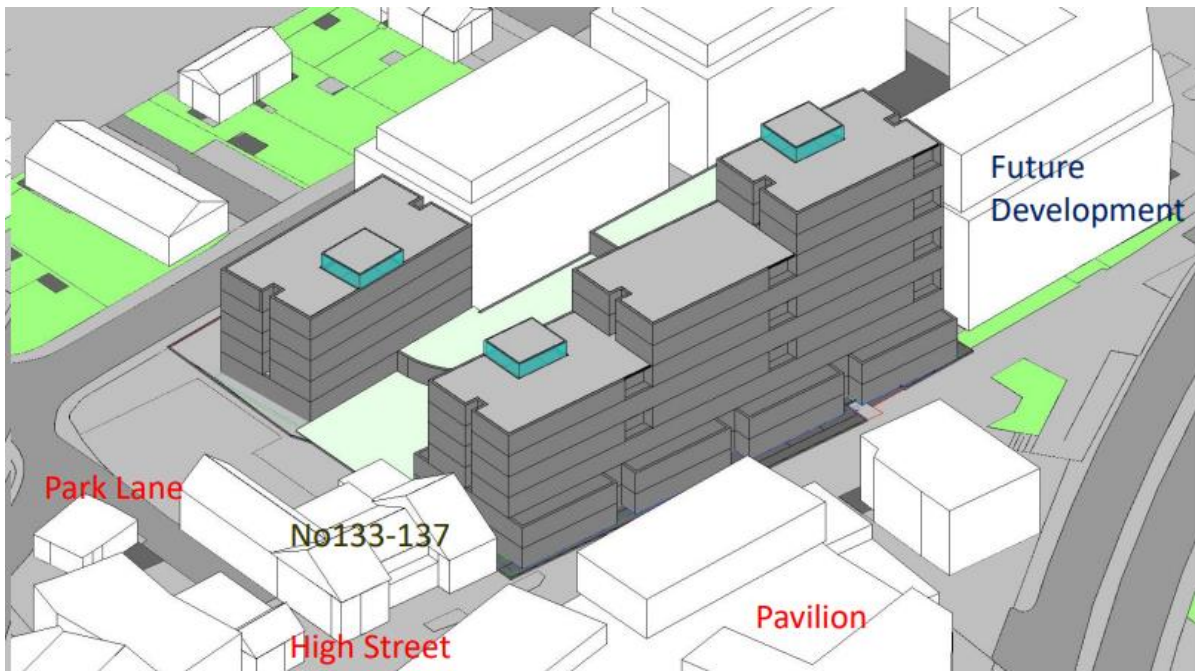 Future
Development
Park Lane
No133-137
Pavilion
High Street